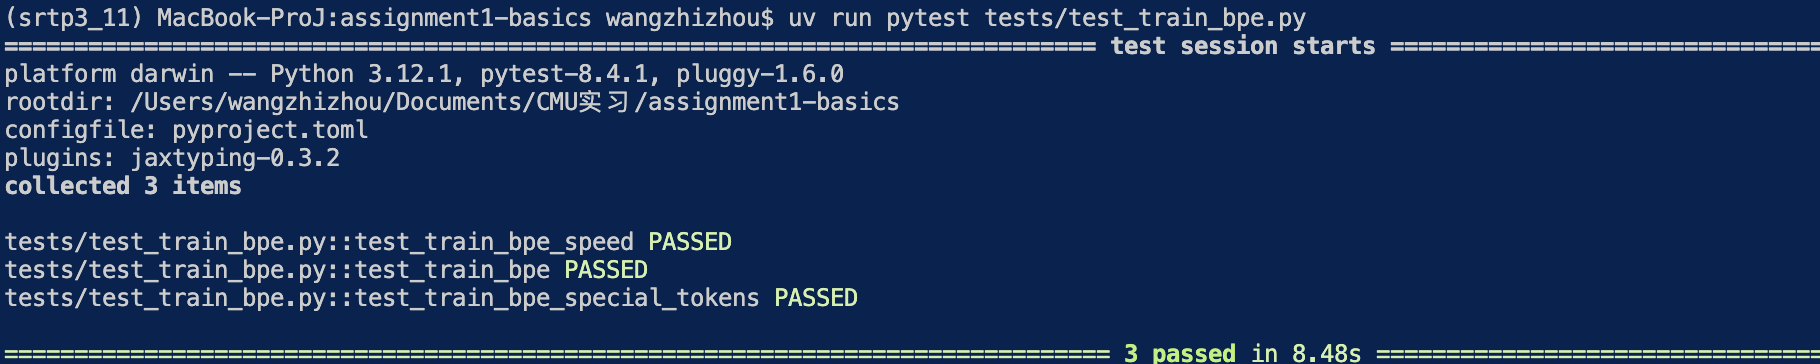 (srtp3_11) MacBook-ProJ:assignment1-basics wangzhizhou$ uv run pytest tests/test_train_bpe.py
============================================================================== test session starts ===============================
platform darwin -- Python 3.12.1, pytest-8.4.1, pluggy-1.6.0
rootdir: /Users/wangzhizhou/Documents/CMU实习/assignment1-basics
configfile: pyproject.toml
plugins: jaxtyping-0.3.2
collected 3 items
tests/test_train_bpe.py::test_train_bpe_speed PASSED
tests/test_train_bpe.py::test_train_bpe PASSED
tests/test_train_bpe.py::test_train_bpe_special_tokens PASSED
=============================================================================== 3 passed in 8.48s ================================